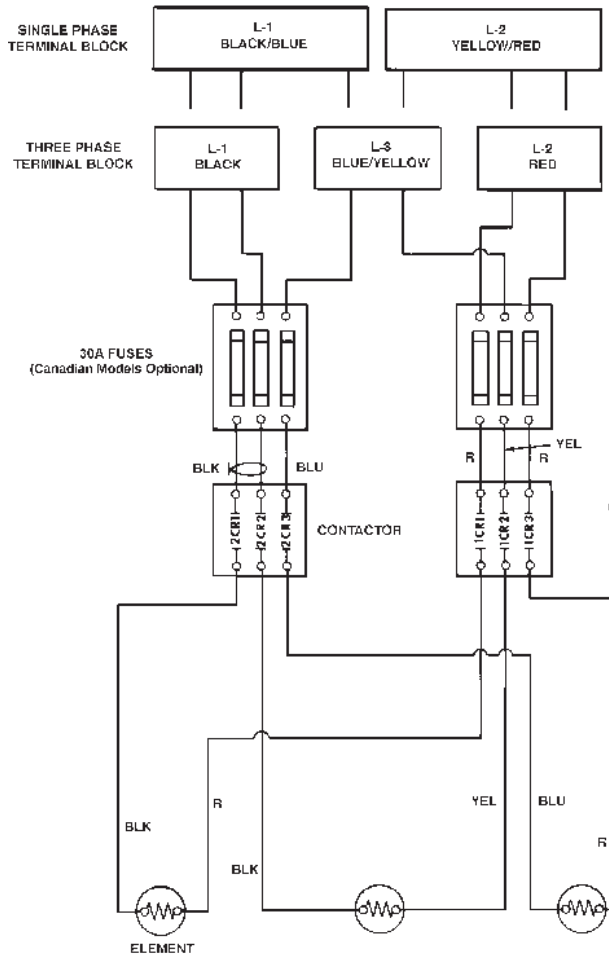 SINGLE PHASE
TERMINAL BLOCK
L-1
BLACK/BLUE
L-2
YELLOW/RED
THREE PHASE
TERMINAL BLOCK
L-1
BLACK
L-3
BLUE/YELLOW
L-2
RED
30A FUSES
(Canadian Models Optional)
BLK
BLU
R
R
YEL
2CR1
2CR2
2CR3
CONTACTOR
1CR1
1CR2
1CR3
BLK
R
BLK
YEL
BLU
R
ELEMENT